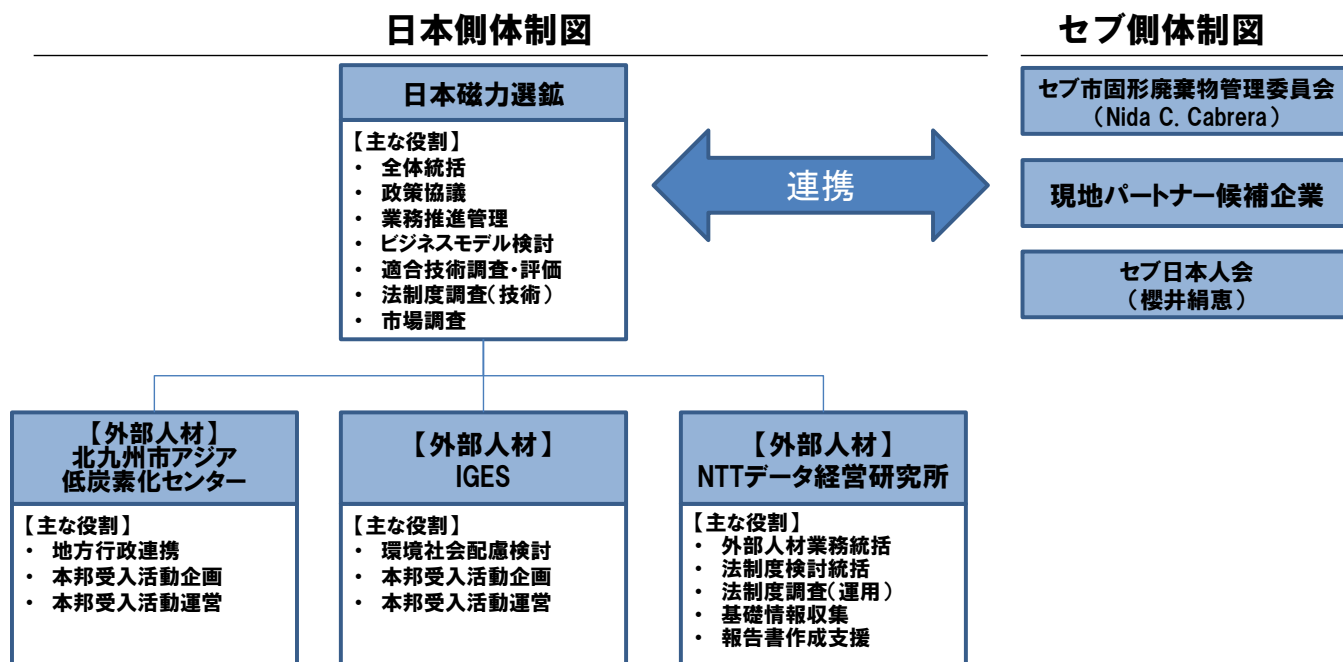 日本側体制図
セブ側体制図
日本磁力選鉱
【主な役割】
・ 全体統括
・ 政策協議
・ 業務推進管理
・ ビジネスモデル検討
・ 適合技術調査・評価
・ 法制度調査(技術)
・ 市場調査
連携
セブ市固形廃棄物管理委員会
(Nida C. Cabrera)
現地パートナー候補企業
セブ日本人会
(櫻井絹恵)
【外部人材】
北九州市アジア
低炭素化センター
【主な役割】
・ 地方行政連携
・ 本邦受入活動企画
・ 本邦受入活動運営
【外部人材】
IGES
【主な役割】
・ 環境社会配慮検討
・ 本邦受入活動企画
・ 本邦受入活動運営
【外部人材】
NTTデータ経営研究所
【主な役割】
・ 外部人材業務統括
・ 法制度検討統括
・ 法制度調査(運用)
・ 基礎情報収集
・ 報告書作成支援